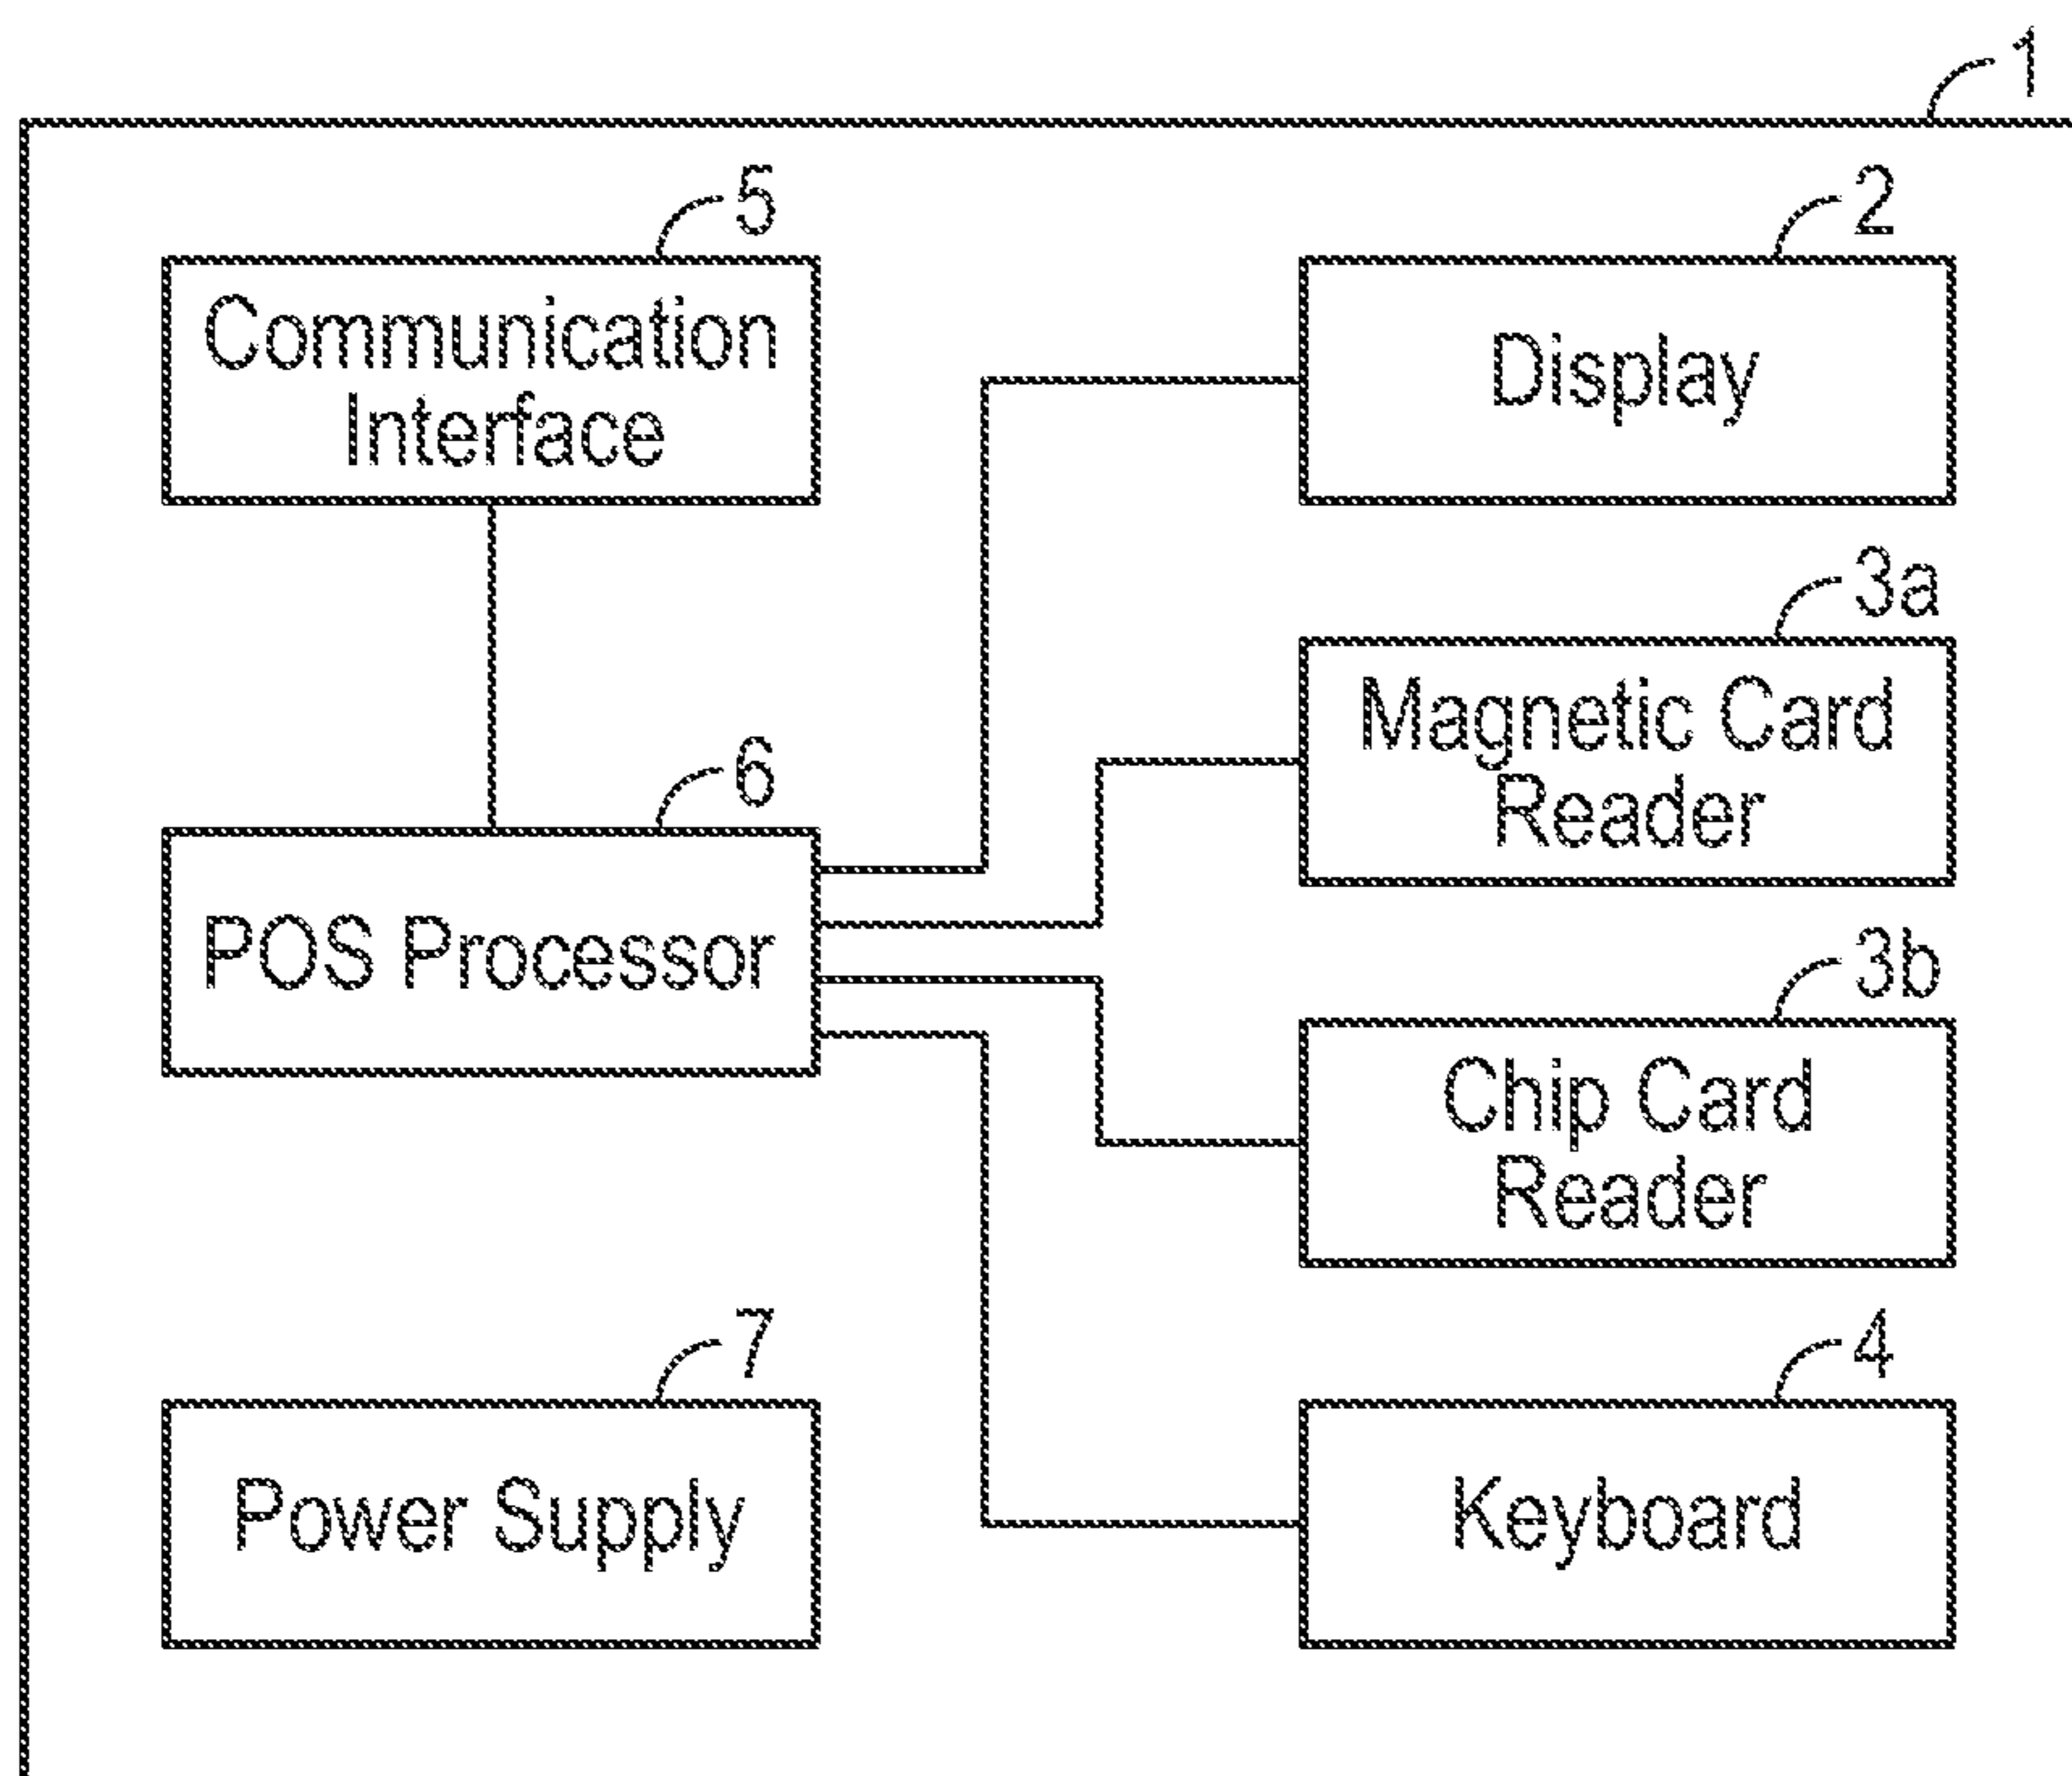 1
5
Communication
Interface
2
Display
3a
Magnetic Card
Reader
6
POS Processor
3b
Chip Card
Reader
7
Power Supply
4
Keyboard